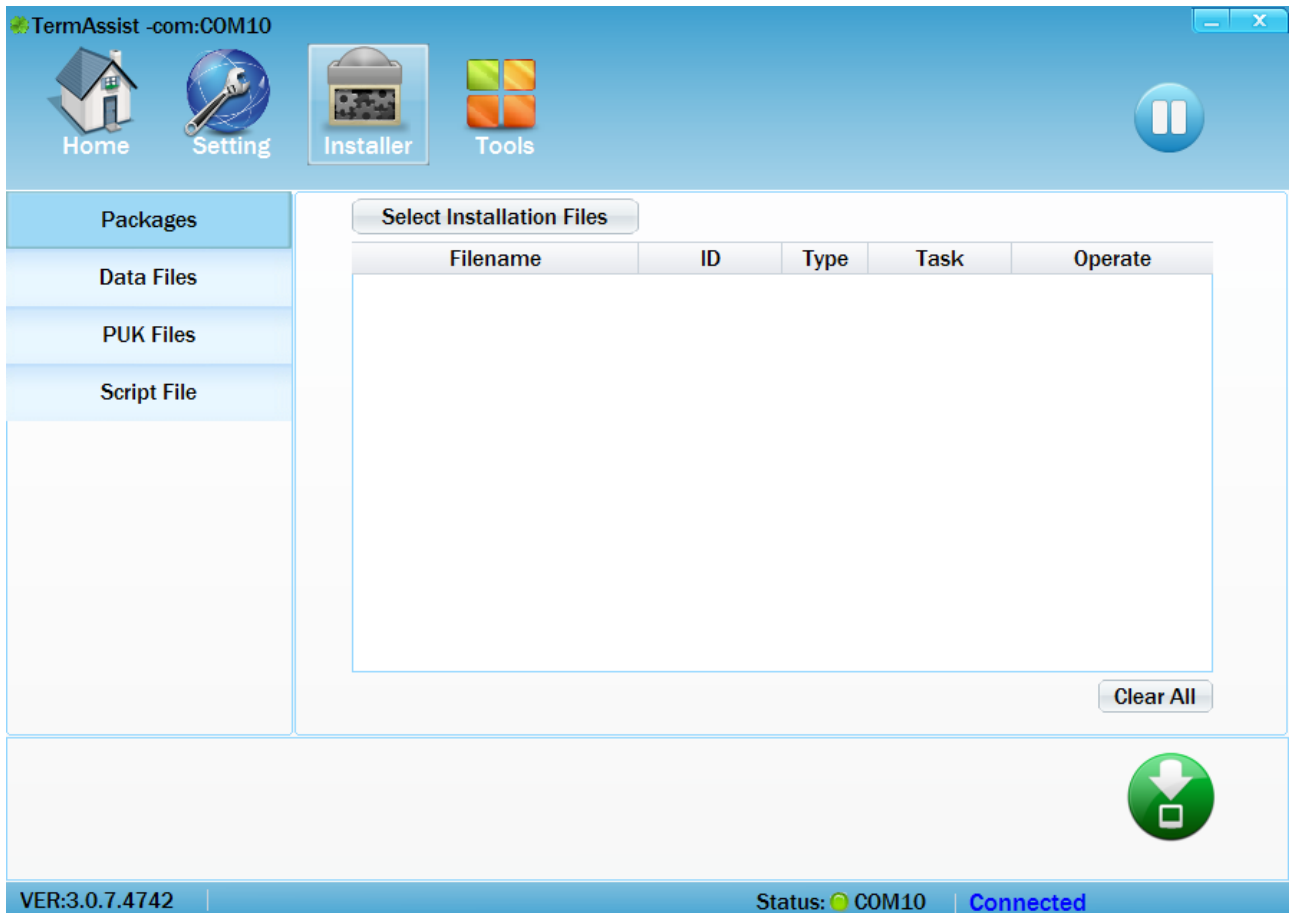 TermAssist -com:COM10
X
Home Setting Installer Tools
Packages
Data Files
PUK Files
Script File
Select Installation Files
Filename ID Type Task Operate
Clear All
VER:3.0.7.4742
Status: COM10 Connected